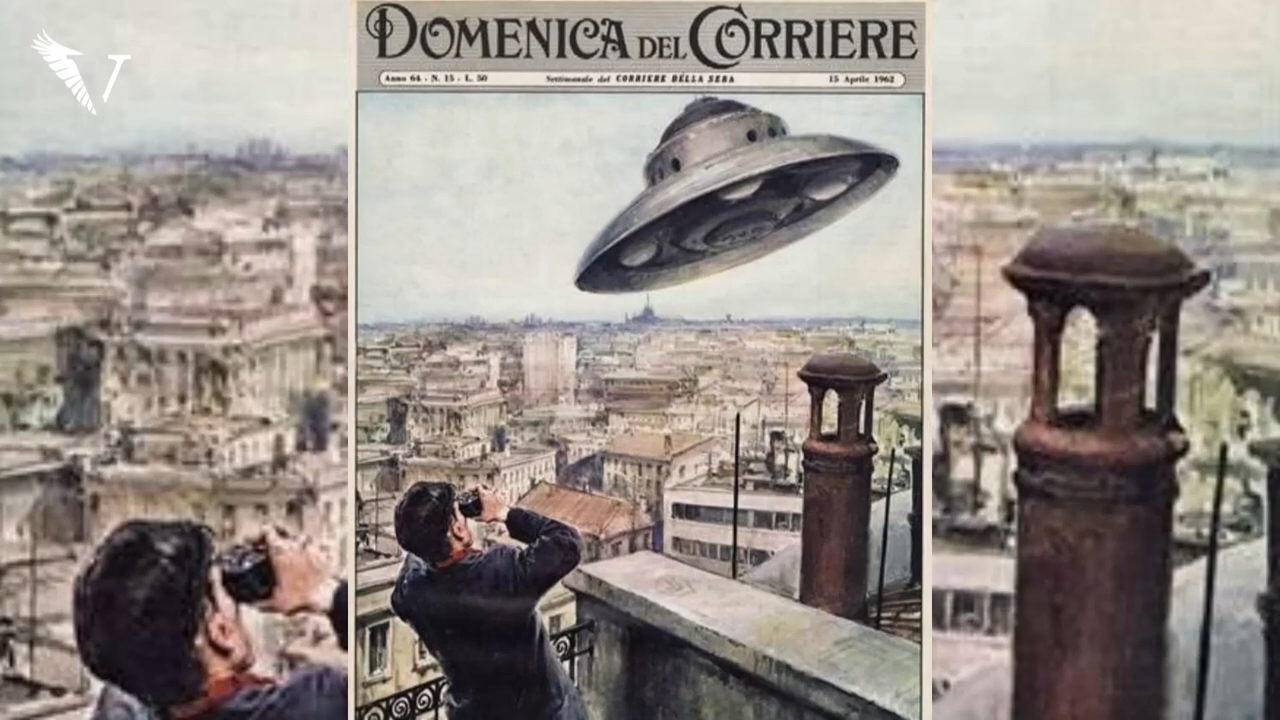 V
DOMENICA DEL CORRIERE
Anno 64 - N. 15 - L. 50
Settimanale del CORRIERE DELLA SERA
15 Aprile 1962